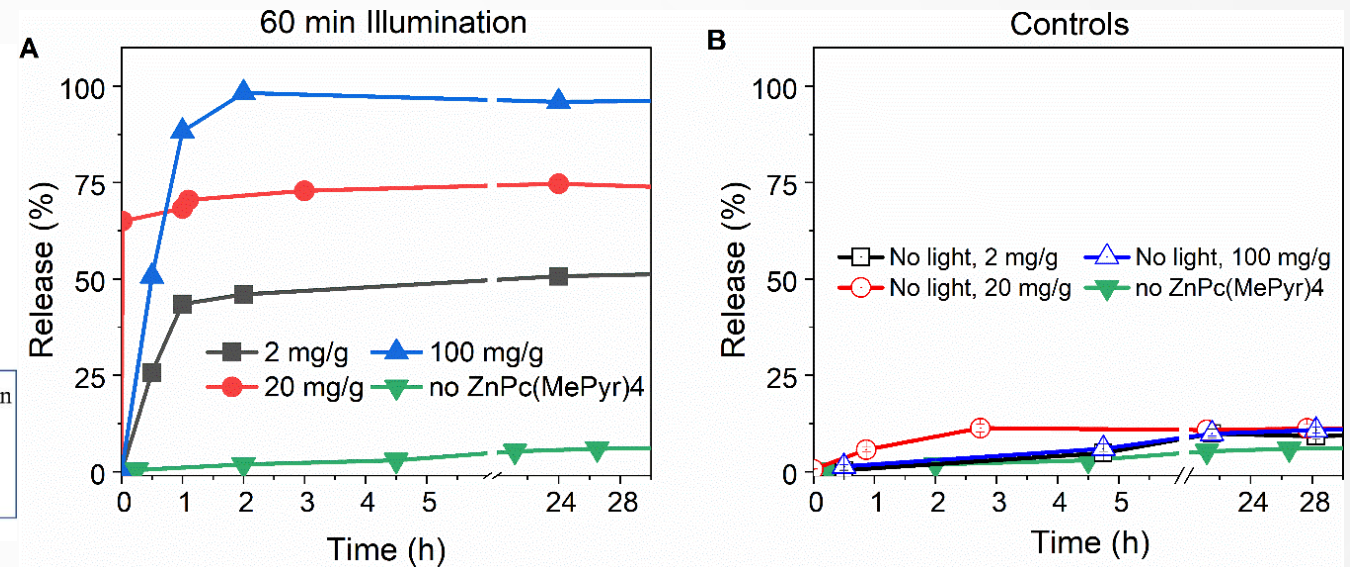 60 min Illumination
Controls
A
B
100
75
50
25
0
Release (%)
2 mg/g
100 mg/g
20 mg/g
no ZnPc(MePyr)4
0 1 2 3 4 5 24 28
Time (h)
100
75
50
25
0
Release (%)
No light, 2 mg/g
No light, 100 mg/g
No light, 20 mg/g
no ZnPc(MePyr)4
0 1 2 3 4 5 24 28
Time (h)
n